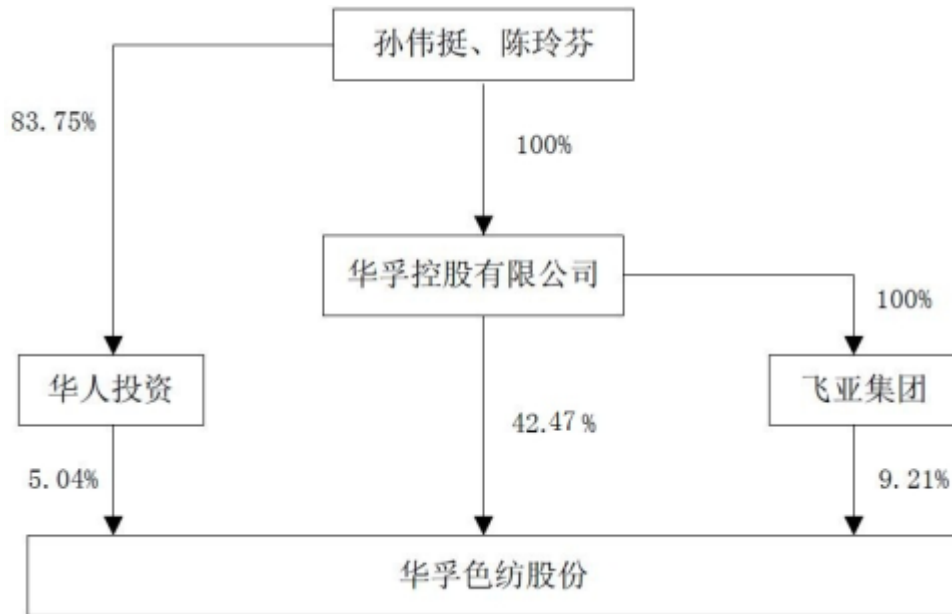 孙伟挺、陈玲芬
83.75%
100%
华孚控股有限公司
100%
华人投资
飞亚集团
42.47%
5.04%
9.21%
华孚色纺股份